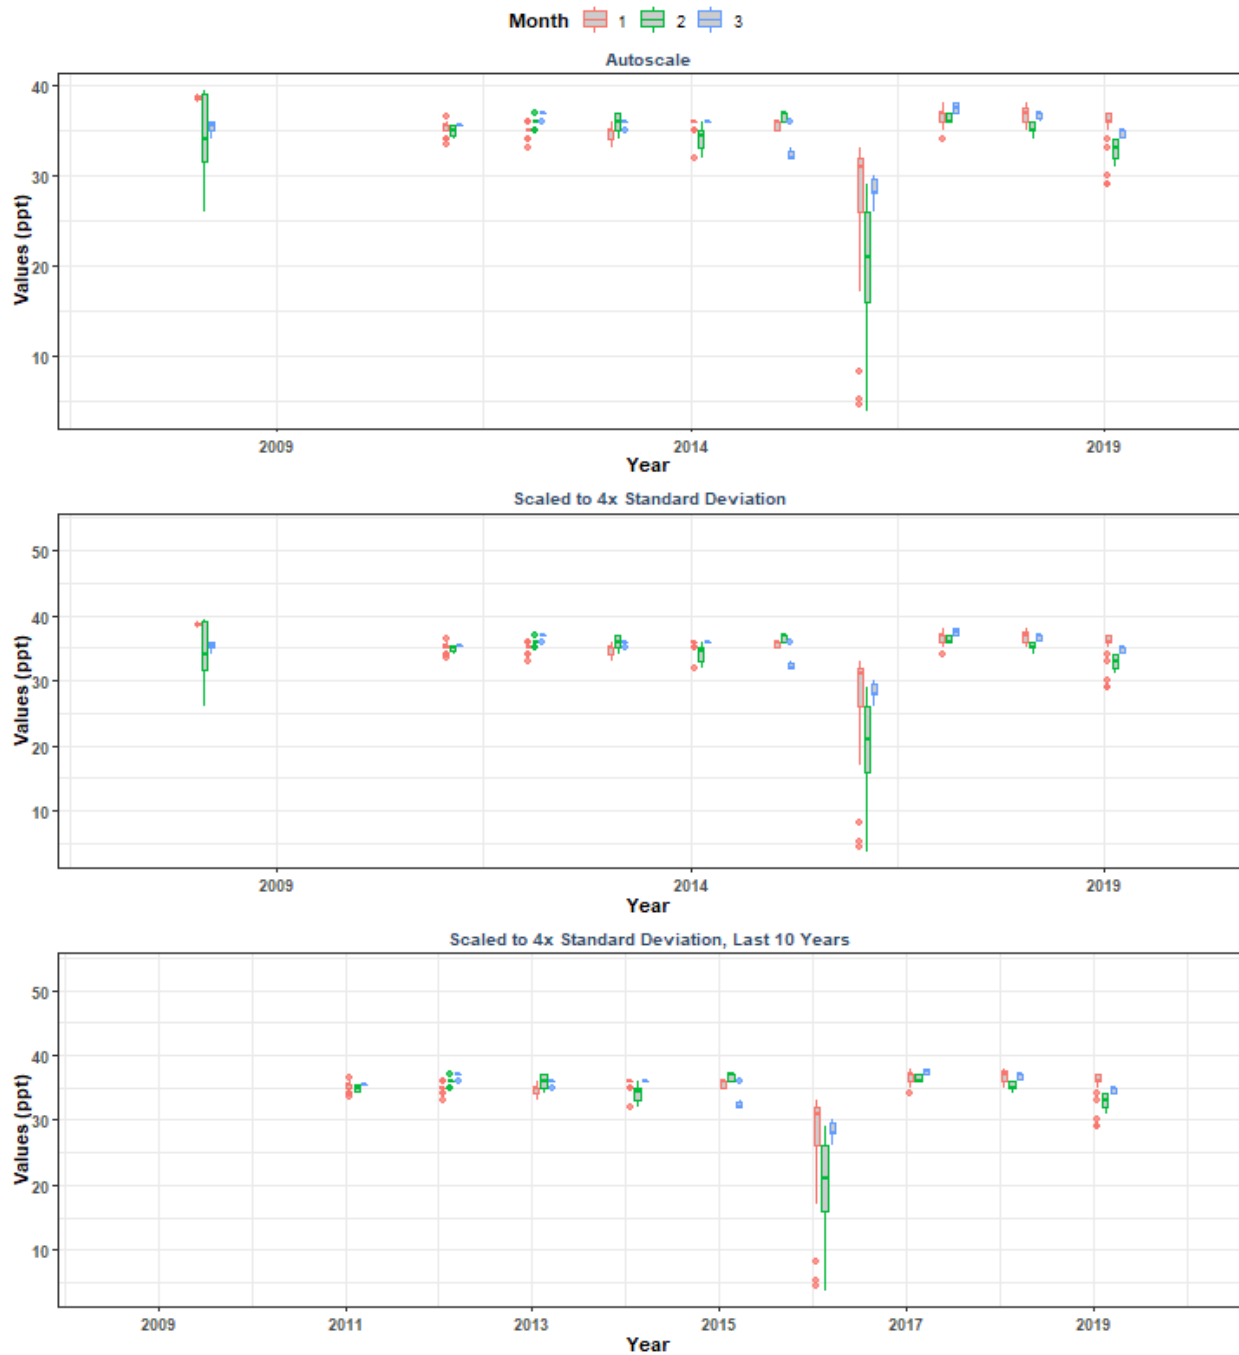 Month 1 2 3
Autoscale
40
30
20
10
Values (ppt)
2009 2014 2019
Year
Scaled to 4x Standard Deviation
50
40
30
20
10
Values (ppt)
2009 2014 2019
Year
Scaled to 4x Standard Deviation, Last 10 Years
50
40
30
20
10
Values (ppt)
2009 2011 2013 2015 2017 2019
Year